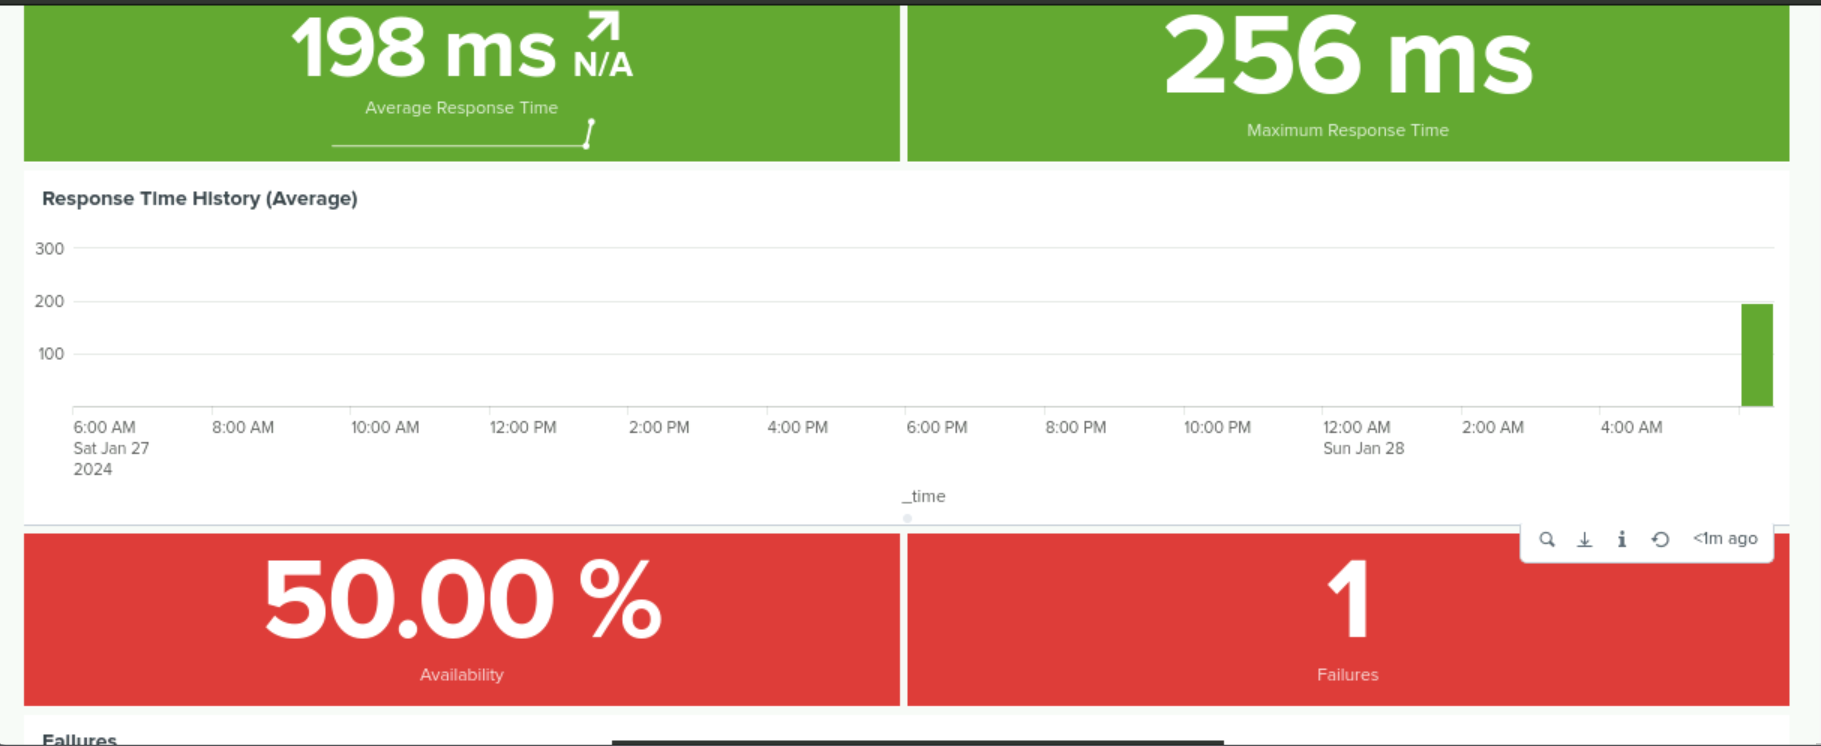 198 ms
N/A
Average Response Time
256 ms
Maximum Response Time
Response Time History (Average)
300
200
100
6:00 AM 8:00 AM 10:00 AM 12:00 PM 2:00 PM 4:00 PM 6:00 PM 8:00 PM 10:00 PM 12:00 AM 2:00 AM 4:00 AM
Sat Jan 27 Sun Jan 28
2024
_time
<1m ago
50.00 %
Availability
1
Failures
Failures